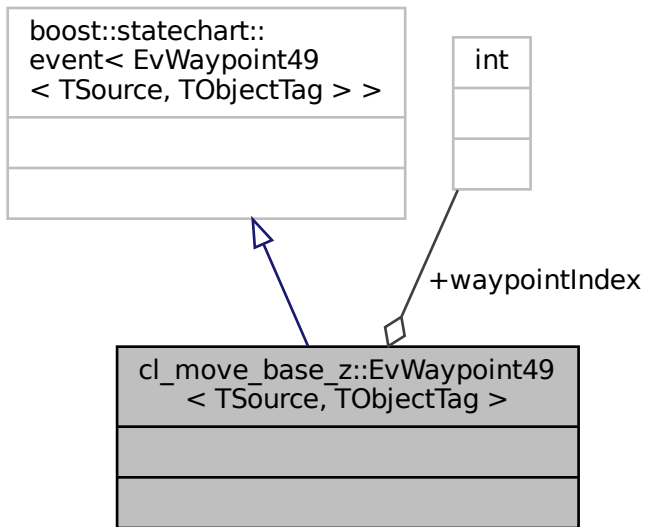 boost::statechart::
event< EvWaypoint49
< TSource, TObjectTag > >
int
+waypointIndex
cl_move_base_z::EvWaypoint49
< TSource, TObjectTag >